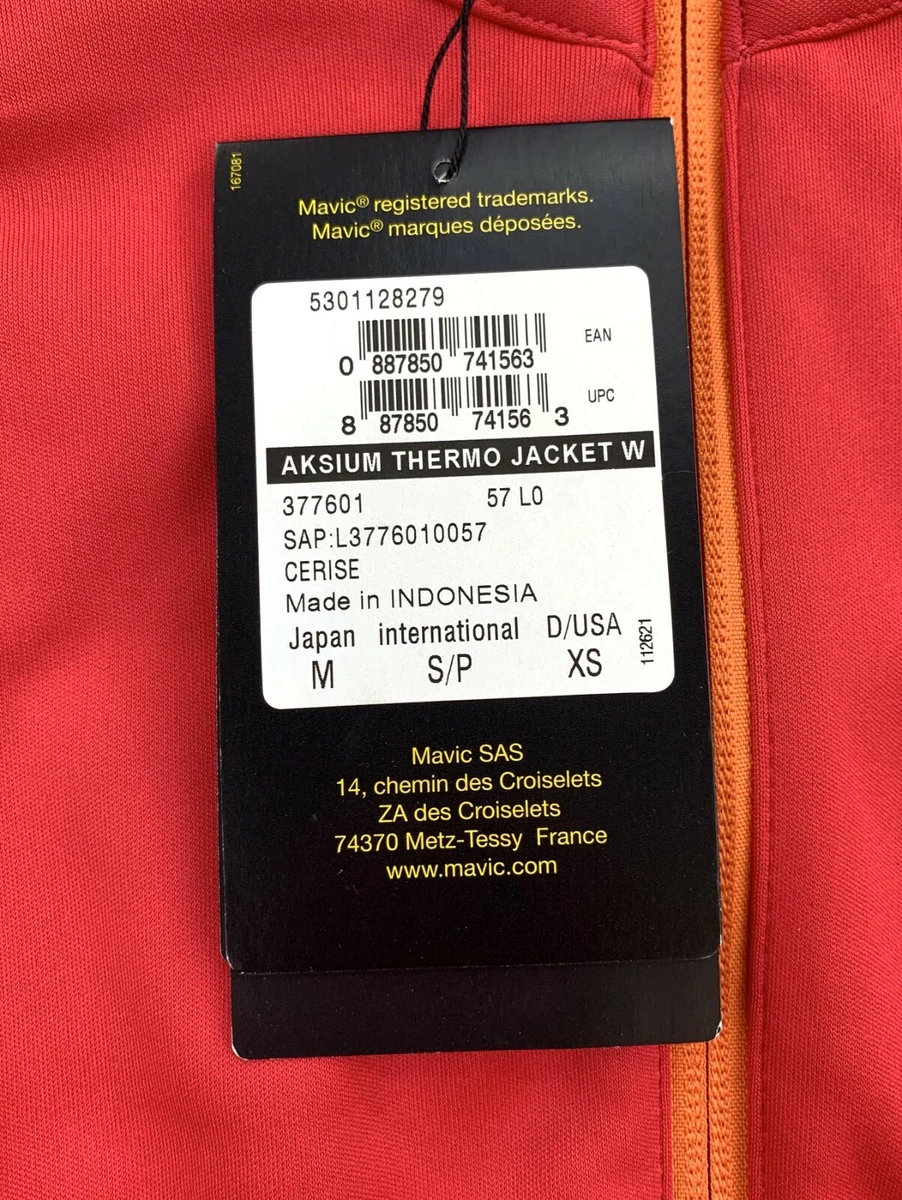 167081
Mavic® registered trademarks.
Mavic® marques déposées.
5301128279
0 887850 741563 EAN
8 87850 74156 3 UPC
AKSIUM THERMO JACKET W
377601 57 L0
SAP:L3776010057
CERISE
Made in INDONESIA
Japan international D/USA
M S/P XS
112621
Mavic SAS
14, chemin des Croiselets
ZA des Croiselets
74370 Metz-Tessy France
www.mavic.com